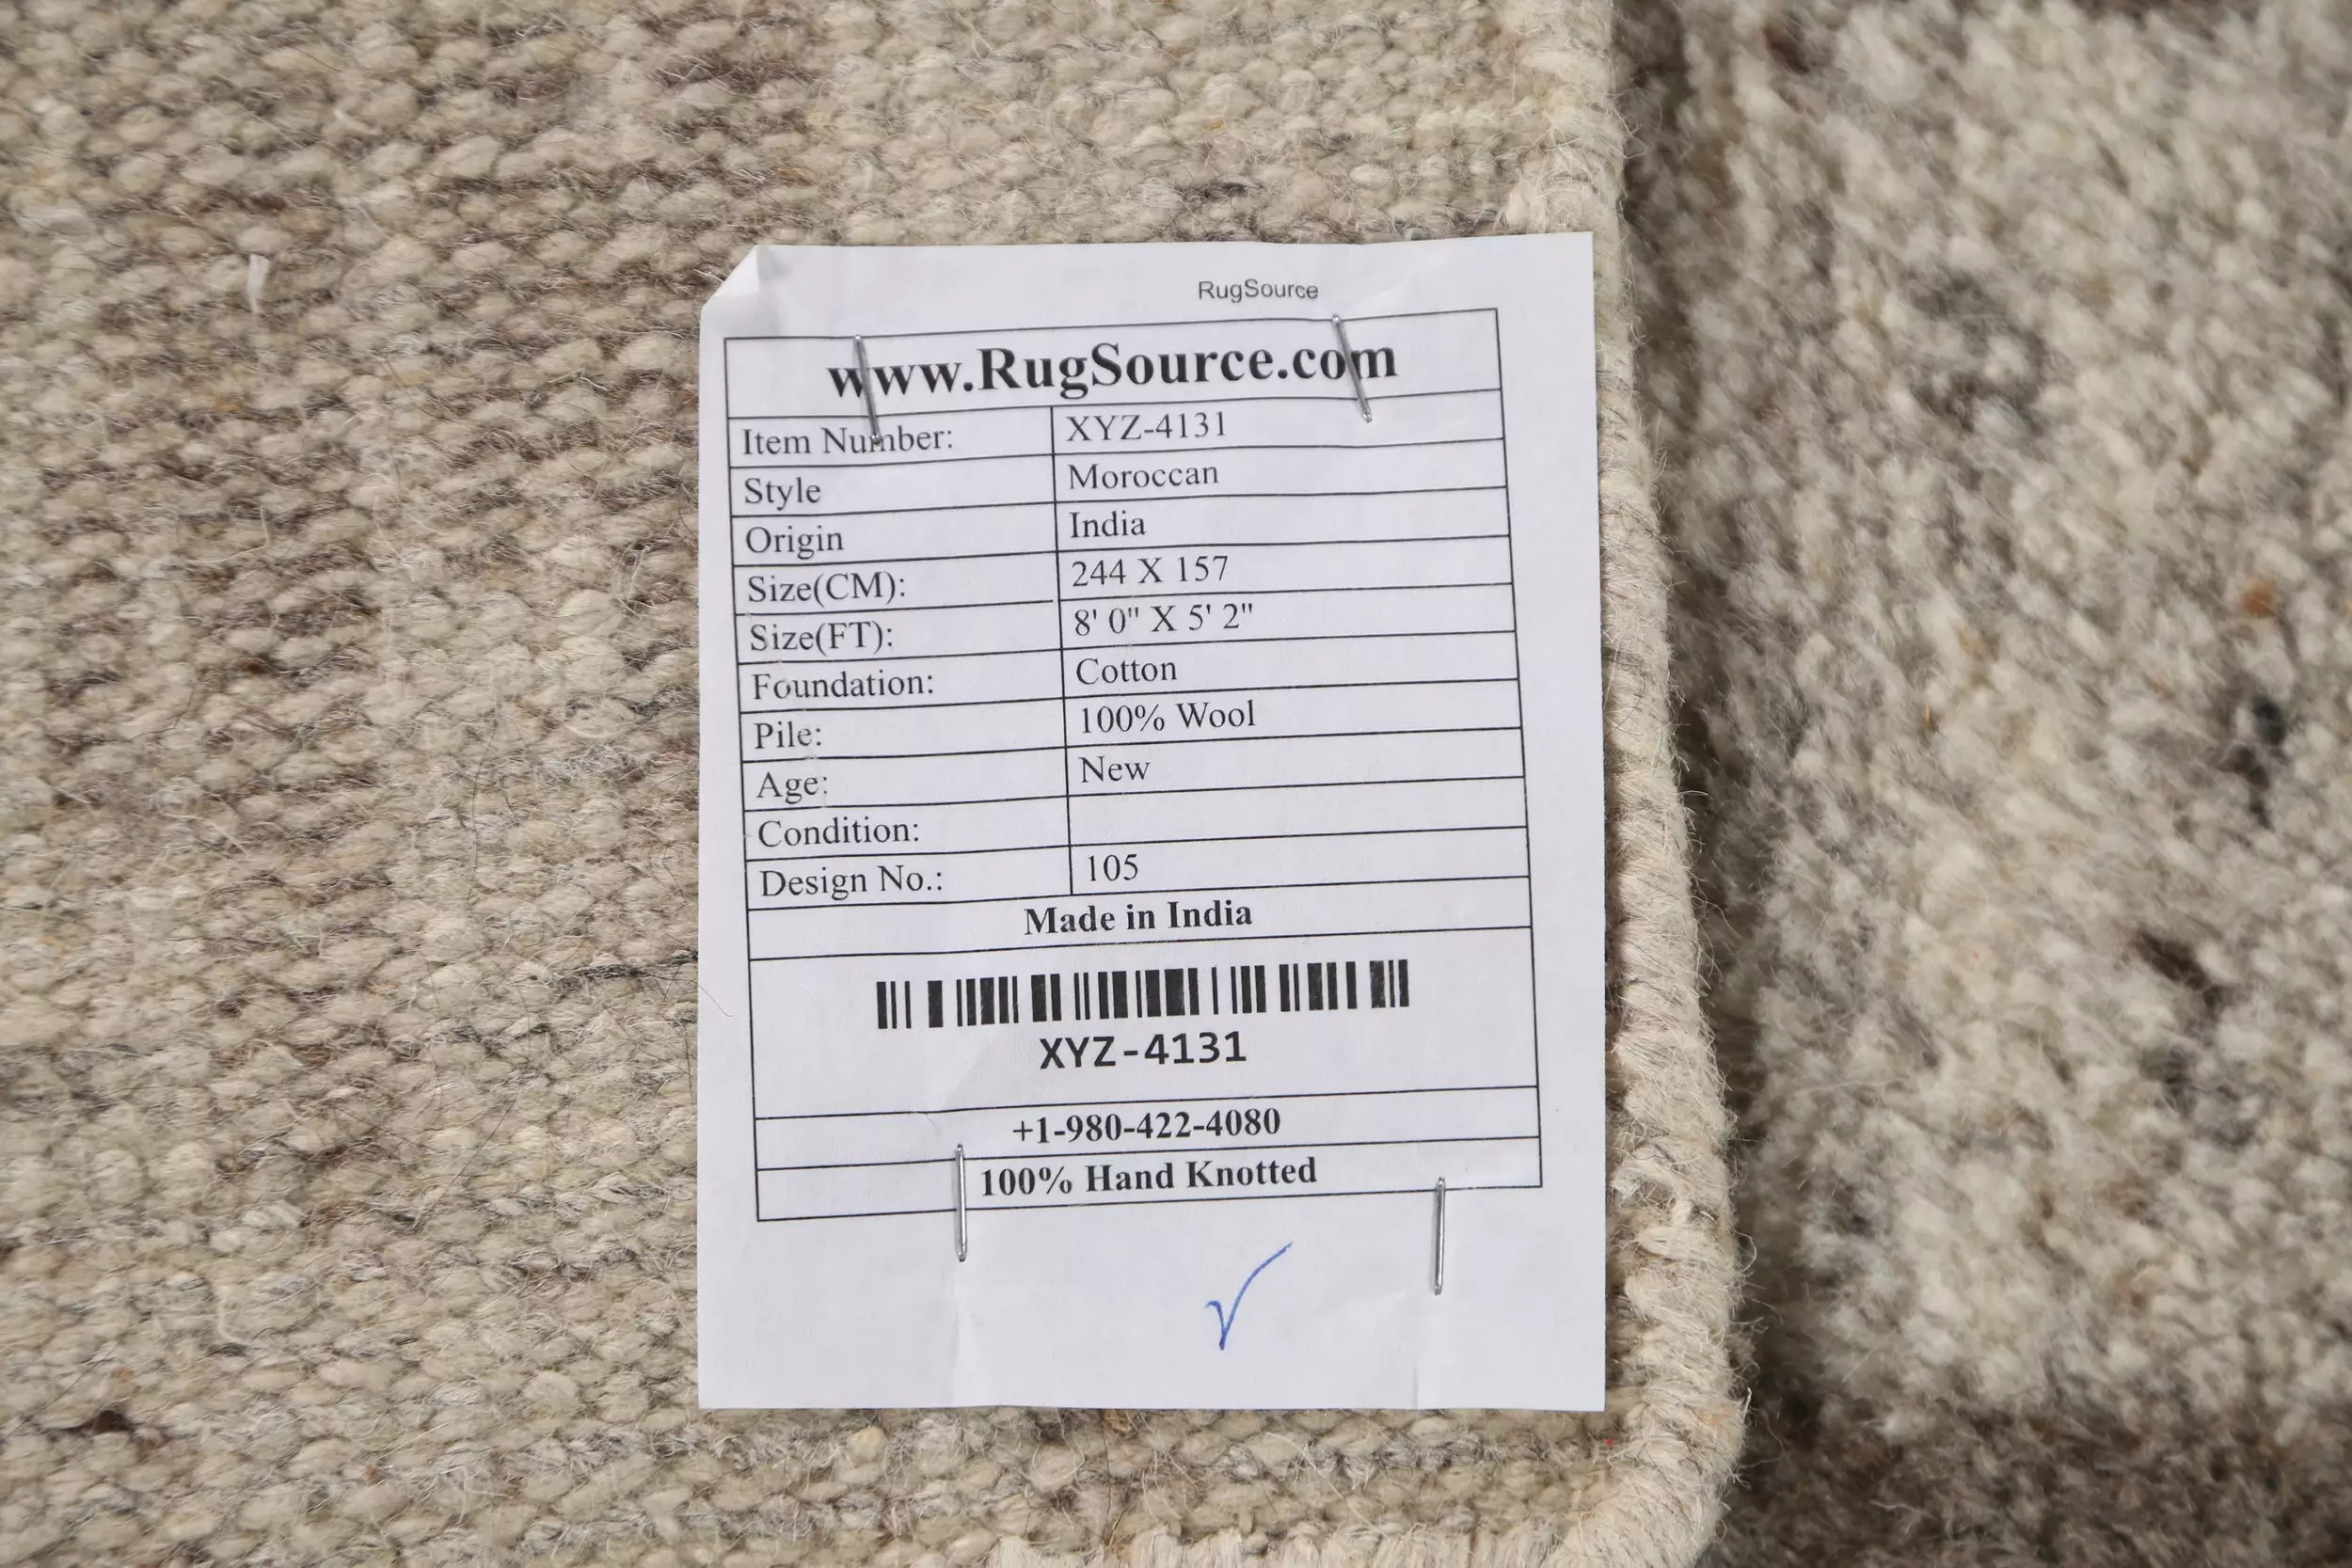 RugSource
www.RugSource.com
Item Number: XYZ-4131
Style Moroccan
Origin India
Size(CM): 244 X 157
Size(FT): 8' 0" X 5' 2"
Foundation: Cotton
Pile: 100% Wool
Age: New
Condition:
Design No.: 105
Made in India
XYZ-4131
+1-980-422-4080
100% Hand Knotted